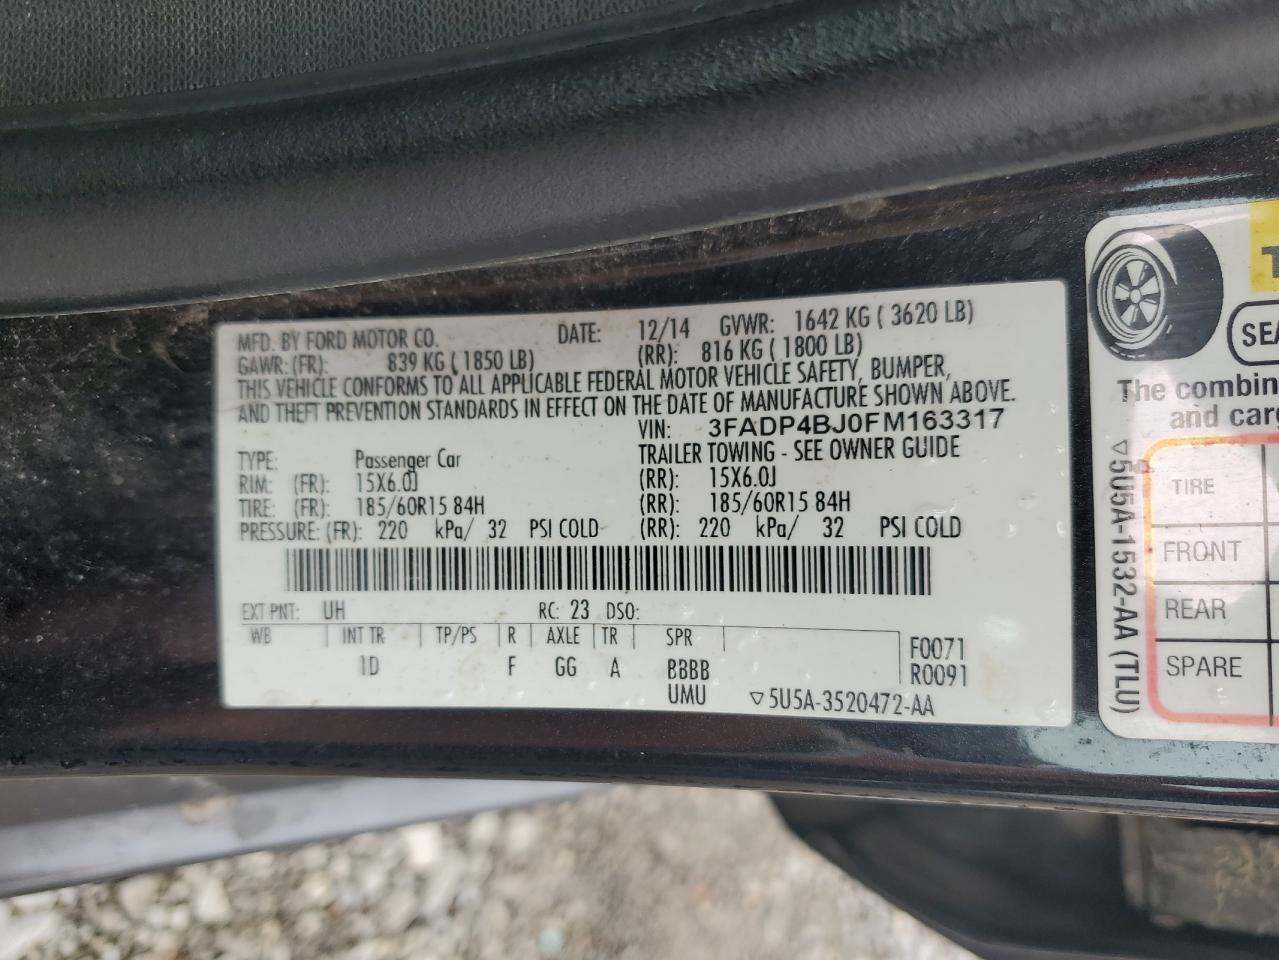 MFD. BY FORD MOTOR CO. DATE: 12/14 GVWR: 1642 KG ( 3620 LB)
GAWR: (FR): 839 KG ( 1850 LB) (RR): 816 KG ( 1800 LB)
THIS VEHICLE CONFORMS TO ALL APPLICABLE FEDERAL MOTOR VEHICLE SAFETY, BUMPER,
AND THEFT PREVENTION STANDARDS IN EFFECT ON THE DATE OF MANUFACTURE SHOWN ABOVE.
VIN: 3FADP4BJ0FM163317
TYPE: Passenger Car TRAILER TOWING - SEE OWNER GUIDE
RIM: (FR): 15X6.0J (RR): 15X6.0J
TIRE: (FR): 185/60R15 84H (RR): 185/60R15 84H
PRESSURE: (FR): 220 kPa/ 32 PSI COLD (RR): 220 kPa/ 32 PSI COLD
EXT PNT: UH RC: 23 DSO:
WB INT TR TP/PS R AXLE TR SPR F0071
1D F GG A BBBB R0091
UMU ▽5U5A-3520472-AA
SEA
The combin
and carg
TIRE
FRONT
REAR
SPARE
▽5U5A-1532-AA (TLU)